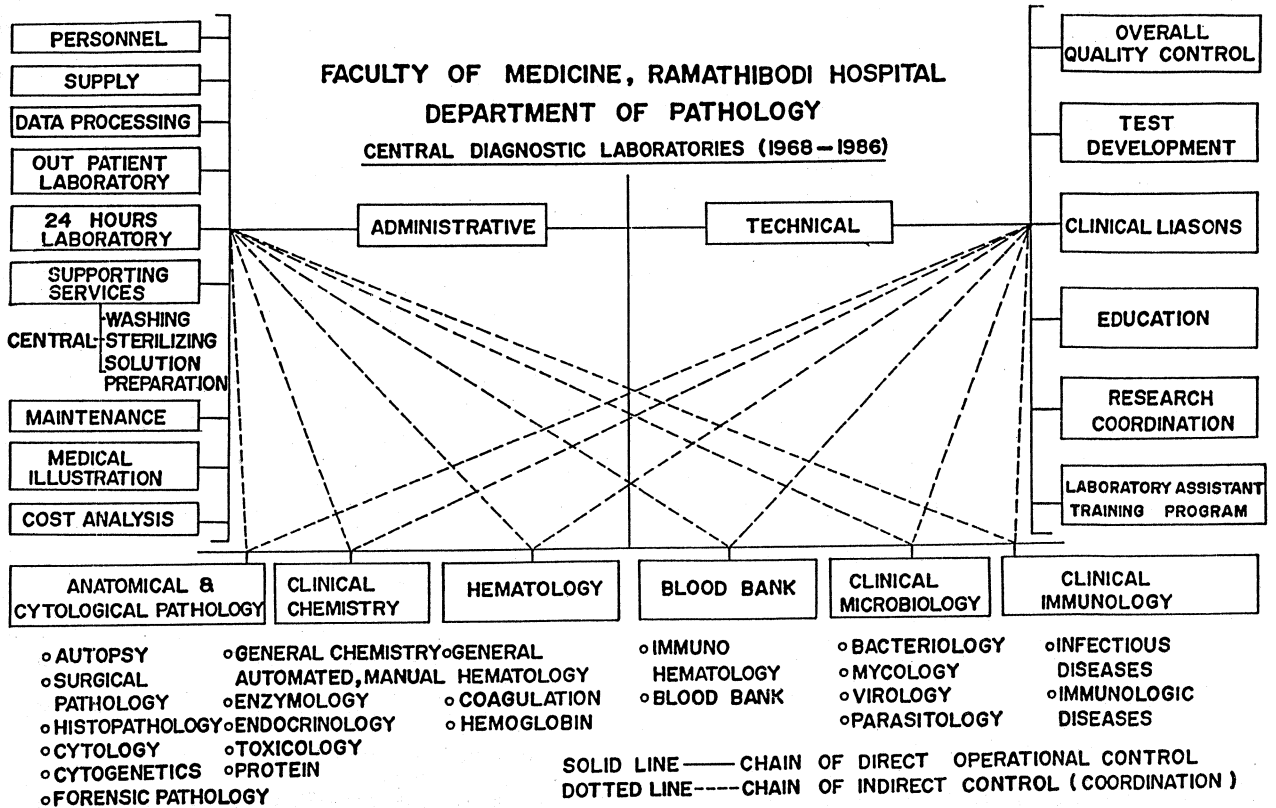 FACULTY OF MEDICINE, RAMATHIBODI HOSPITAL
DEPARTMENT OF PATHOLOGY
CENTRAL DIAGNOSTIC LABORATORIES (1968-1986)
ADMINISTRATIVE
TECHNICAL
PERSONNEL
SUPPLY
DATA PROCESSING
OUT PATIENT
LABORATORY
24 HOURS
LABORATORY
SUPPORTING
SERVICES
CENTRAL
WASHING
STERILIZING
SOLUTION
PREPARATION
MAINTENANCE
MEDICAL
ILLUSTRATION
COST ANALYSIS
OVERALL
QUALITY CONTROL
TEST
DEVELOPMENT
CLINICAL LIASONS
EDUCATION
RESEARCH
COORDINATION
LABORATORY ASSISTANT
TRAINING PROGRAM
ANATOMICAL &
CYTOLOGICAL PATHOLOGY
o AUTOPSY
o SURGICAL
PATHOLOGY
o HISTOPATHOLOGY
o CYTOLOGY
o CYTOGENETICS
o FORENSIC PATHOLOGY
CLINICAL
CHEMISTRY
o GENERAL CHEMISTRY
AUTOMATED, MANUAL
o ENZYMOLOGY
o ENDOCRINOLOGY
o TOXICOLOGY
o PROTEIN
HEMATOLOGY
o GENERAL
HEMATOLOGY
o COAGULATION
o HEMOGLOBIN
BLOOD BANK
o IMMUNO
HEMATOLOGY
o BLOOD BANK
CLINICAL
MICROBIOLOGY
o BACTERIOLOGY
o MYCOLOGY
o VIROLOGY
o PARASITOLOGY
CLINICAL
IMMUNOLOGY
o INFECTIOUS
DISEASES
o IMMUNOLOGIC
DISEASES
SOLID LINE —— CHAIN OF DIRECT OPERATIONAL CONTROL
DOTTED LINE ---- CHAIN OF INDIRECT CONTROL (COORDINATION)